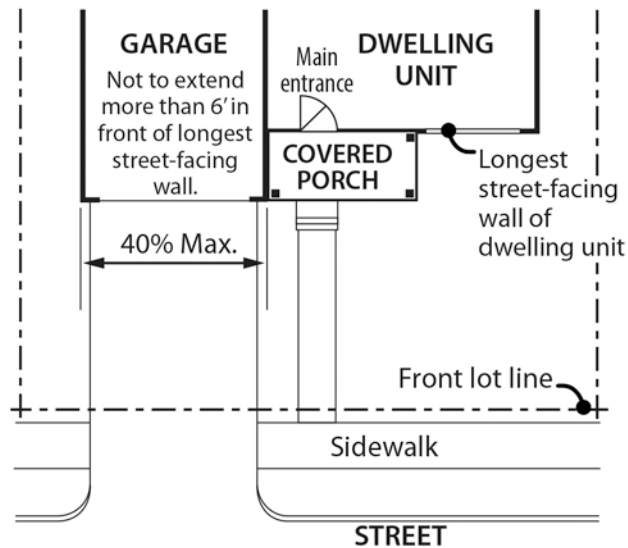 GARAGE
Not to extend
more than 6' in
front of longest
street-facing
wall.
Main
entrance
DWELLING
UNIT
COVERED
PORCH
Longest
street-facing
wall of
dwelling unit
40% Max.
Front lot line
Sidewalk
STREET